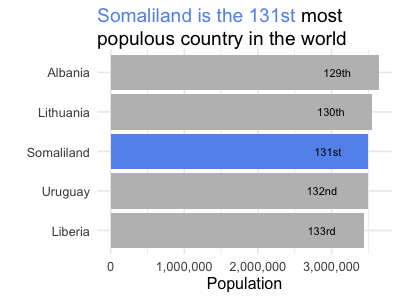 Somaliland is the 131st most
populous country in the world
Albania 129th
Lithuania 130th
Somaliland 131st
Uruguay 132nd
Liberia 133rd
0 1,000,000 2,000,000 3,000,000
Population